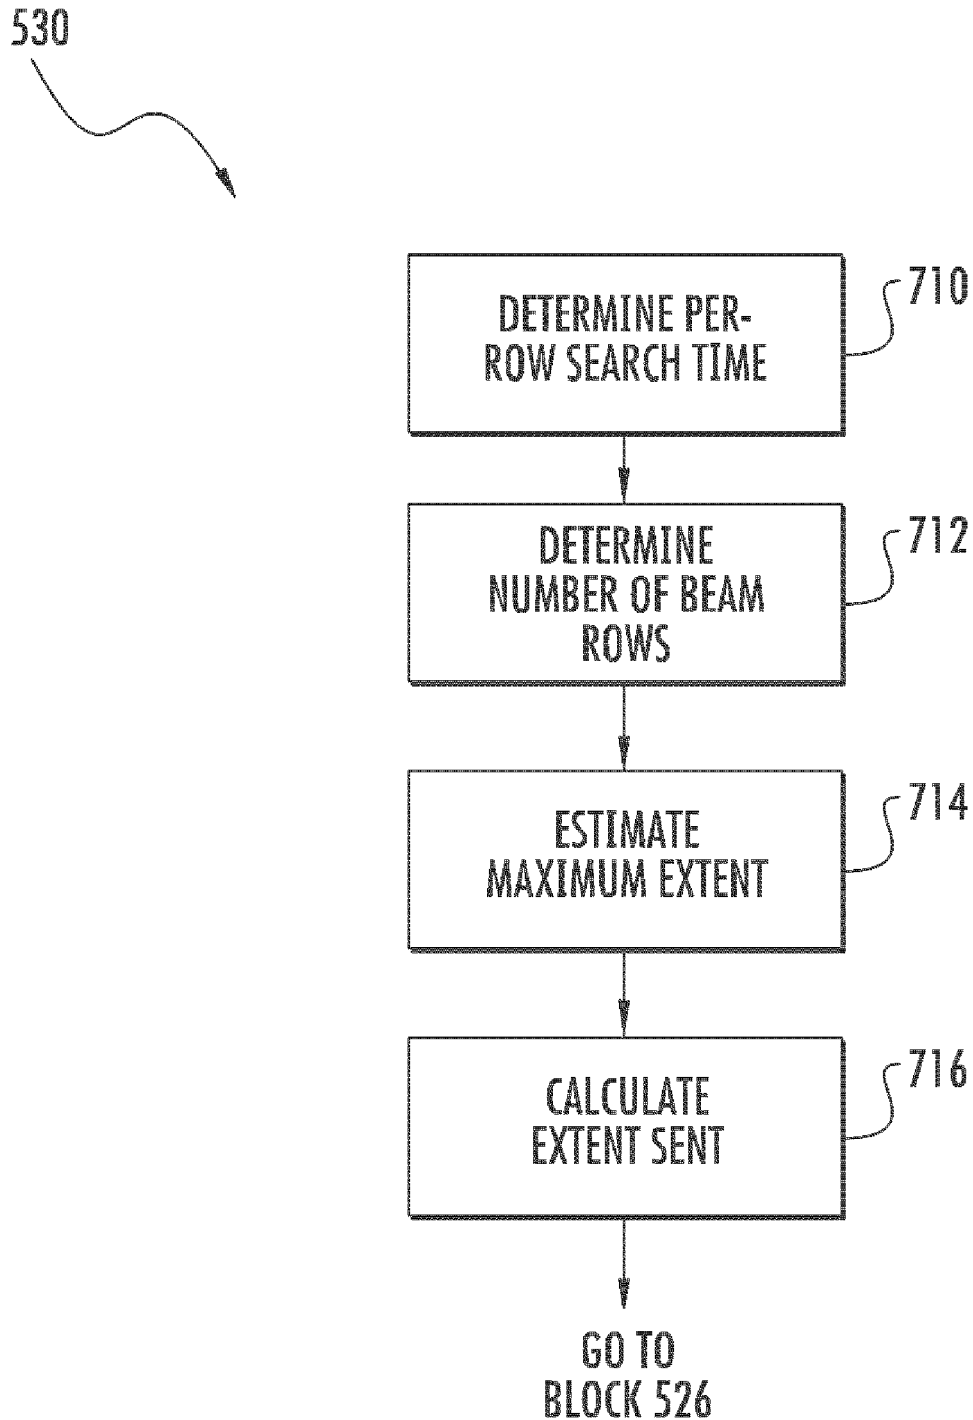 530
DETERMINE PER-
ROW SEARCH TIME
710
DETERMINE
NUMBER OF BEAM
ROWS
712
ESTIMATE
MAXIMUM EXTENT
714
CALCULATE
EXTENT SENT
716
GO TO
BLOCK 526